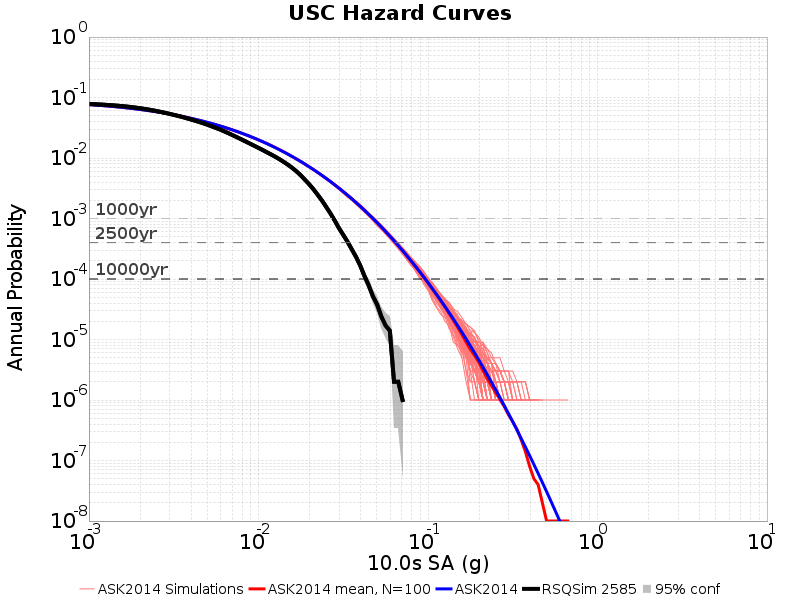 USC Hazard Curves
Annual Probability
10^0
10^-1
10^-2
10^-3
10^-4
10^-5
10^-6
10^-7
10^-8
1000yr
2500yr
10000yr
10^-3 10^-2 10^-1 10^0 10^1
10.0s SA (g)
ASK2014 Simulations ASK2014 mean, N=100 ASK2014 RSQSim 2585 95% conf